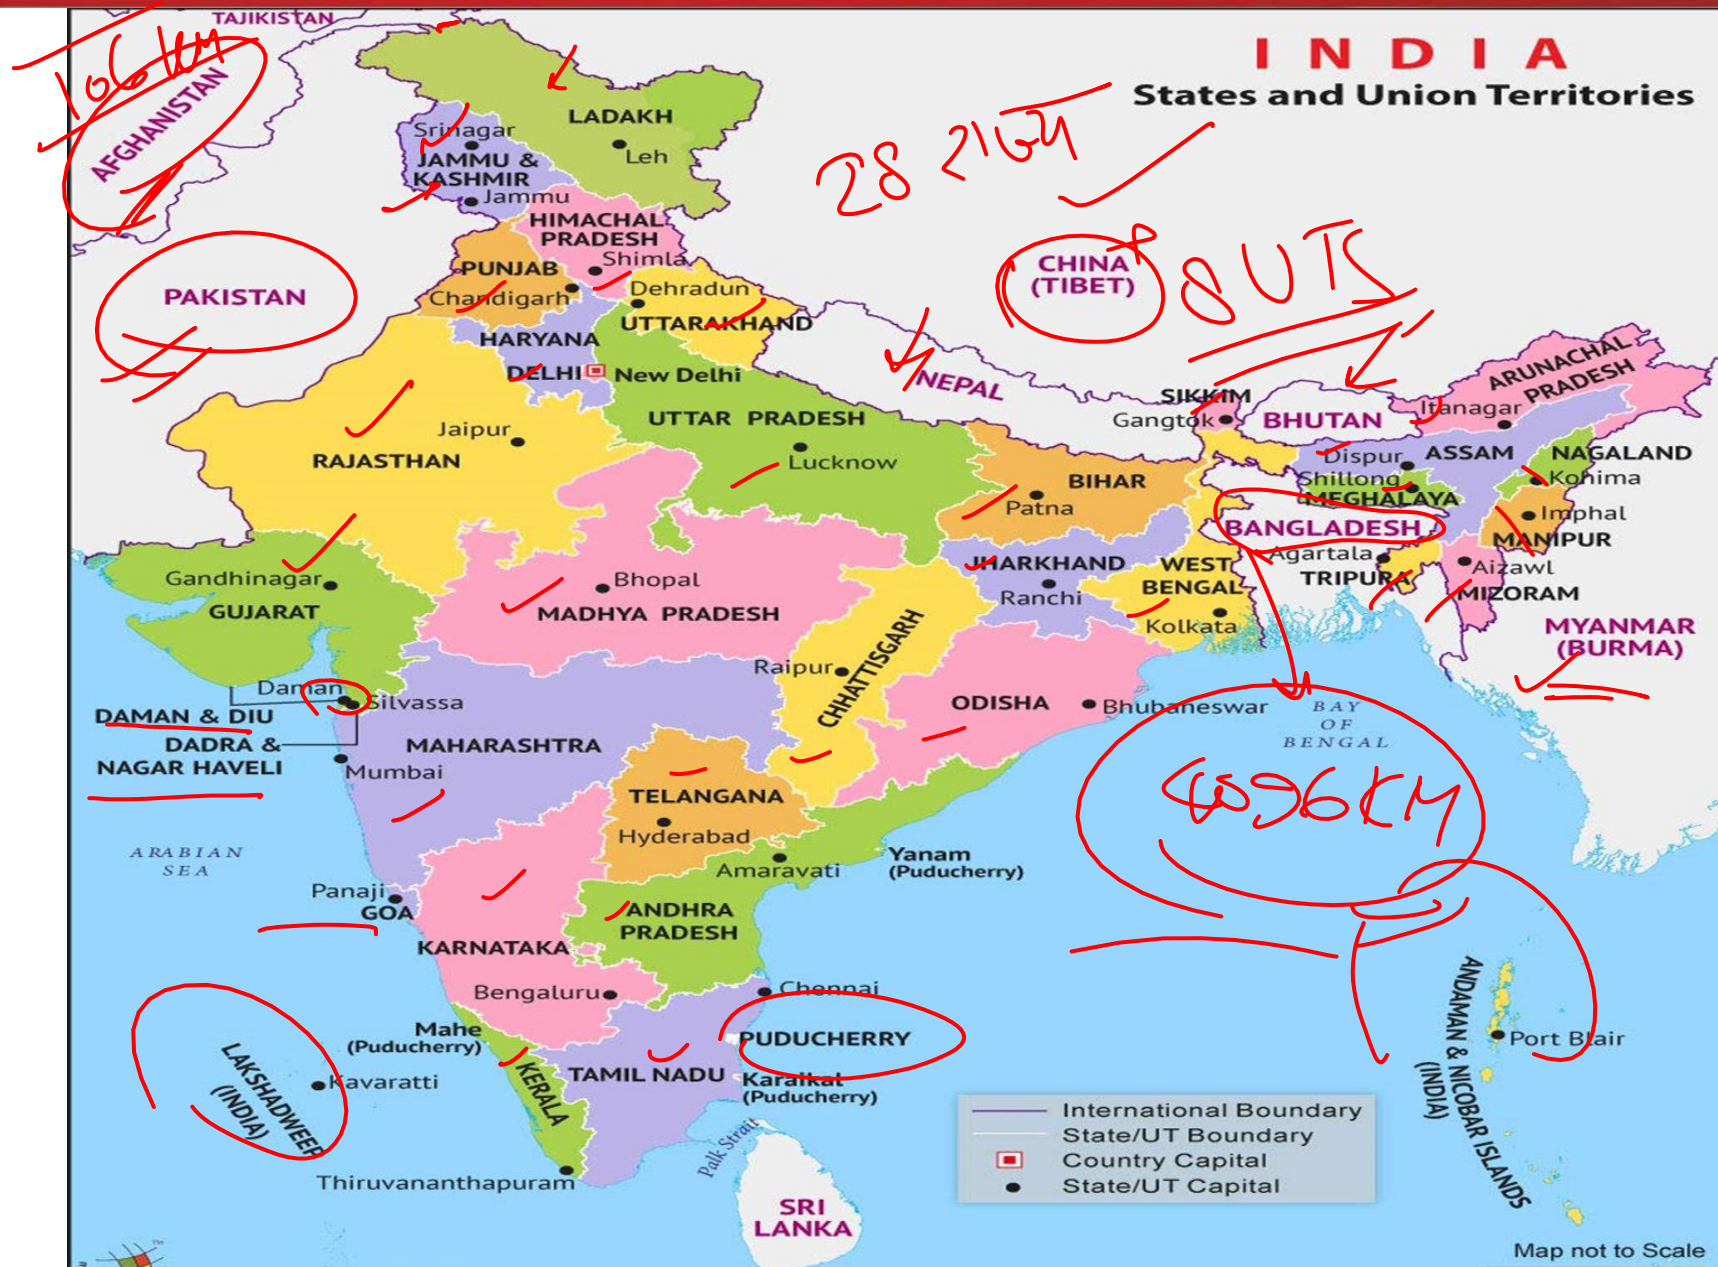 TAJIKISTAN
106 KM
AFGHANISTAN
INDIA
States and Union Territories
LADAKH
Leh
Srinagar
JAMMU &
KASHMIR
Jammu
28 राज्य
HIMACHAL
PRADESH
Shimla
CHINA
(TIBET)
8 UTS
PAKISTAN
PUNJAB
Chandigarh
Dehradun
UTTARAKHAND
HARYANA
DELHI
New Delhi
NEPAL
SIKKIM
Gangtok
BHUTAN
ARUNACHAL
PRADESH
Itanagar
UTTAR PRADESH
Lucknow
Jaipur
RAJASTHAN
BIHAR
Patna
Dispur
ASSAM
NAGALAND
Kohima
Shillong
MEGHALAYA
Imphal
MANIPUR
BANGLADESH
Agartala
TRIPURA
Aizawl
MIZORAM
MYANMAR
(BURMA)
JHARKHAND
Ranchi
WEST
BENGAL
Kolkata
Gandhinagar
GUJARAT
Bhopal
MADHYA PRADESH
Raipur
CHHATTISGARH
ODISHA
Bhubaneswar
BAY
OF
BENGAL
Daman
Silvassa
DAMAN & DIU
DADRA &
NAGAR HAVELI
MAHARASHTRA
Mumbai
4096 KM
TELANGANA
Hyderabad
ARABIAN
SEA
Amaravati
Yanam
(Puducherry)
Panaji
GOA
ANDHRA
PRADESH
KARNATAKA
Bengaluru
Chennai
Mahe
(Puducherry)
PUDUCHERRY
LAKSHADWEEP
(INDIA)
Kavaratti
KERALA
TAMIL NADU
Karaikal
(Puducherry)
Port Blair
ANDAMAN & NICOBAR ISLANDS
(INDIA)
Palk Strait
Thiruvananthapuram
SRI
LANKA
International Boundary
State/UT Boundary
Country Capital
State/UT Capital
Map not to Scale